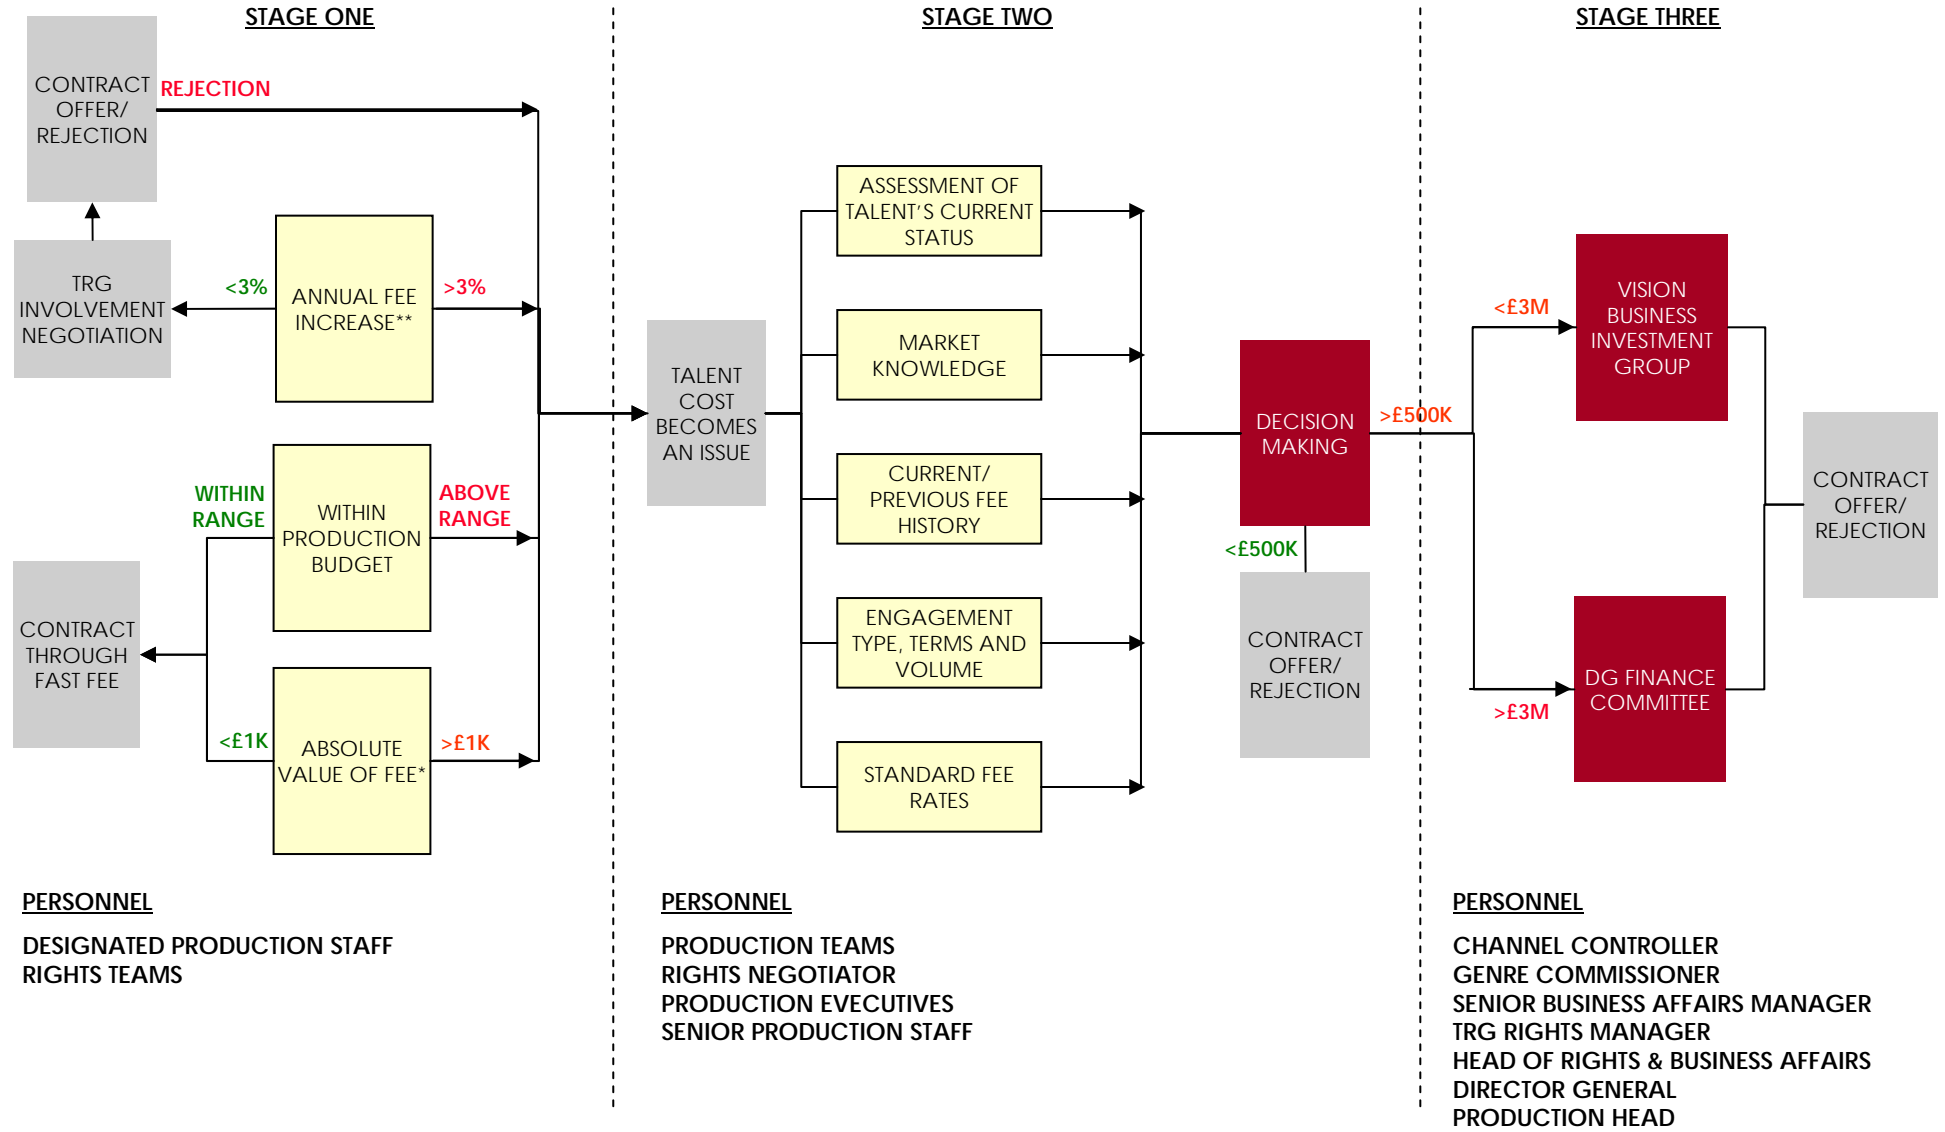 STAGE ONE
STAGE TWO
STAGE THREE
CONTRACT
OFFER/
REJECTION
REJECTION
TRG
INVOLVEMENT
NEGOTIATION
<3%
ANNUAL FEE
INCREASE**
>3%
WITHIN
RANGE
WITHIN
PRODUCTION
BUDGET
ABOVE
RANGE
CONTRACT
THROUGH
FAST FEE
<£1K
ABSOLUTE
VALUE OF FEE*
>£1K
TALENT
COST
BECOMES
AN ISSUE
ASSESSMENT OF
TALENT'S CURRENT
STATUS
MARKET
KNOWLEDGE
CURRENT/
PREVIOUS FEE
HISTORY
ENGAGEMENT
TYPE, TERMS AND
VOLUME
STANDARD FEE
RATES
DECISION
MAKING
>£500K
<£500K
CONTRACT
OFFER/
REJECTION
<£3M
VISION
BUSINESS
INVESTMENT
GROUP
>£3M
DG FINANCE
COMMITTEE
CONTRACT
OFFER/
REJECTION
PERSONNEL
DESIGNATED PRODUCTION STAFF
RIGHTS TEAMS
PERSONNEL
PRODUCTION TEAMS
RIGHTS NEGOTIATOR
PRODUCTION EVECUTIVES
SENIOR PRODUCTION STAFF
PERSONNEL
CHANNEL CONTROLLER
GENRE COMMISSIONER
SENIOR BUSINESS AFFAIRS MANAGER
TRG RIGHTS MANAGER
HEAD OF RIGHTS & BUSINESS AFFAIRS
DIRECTOR GENERAL
PRODUCTION HEAD